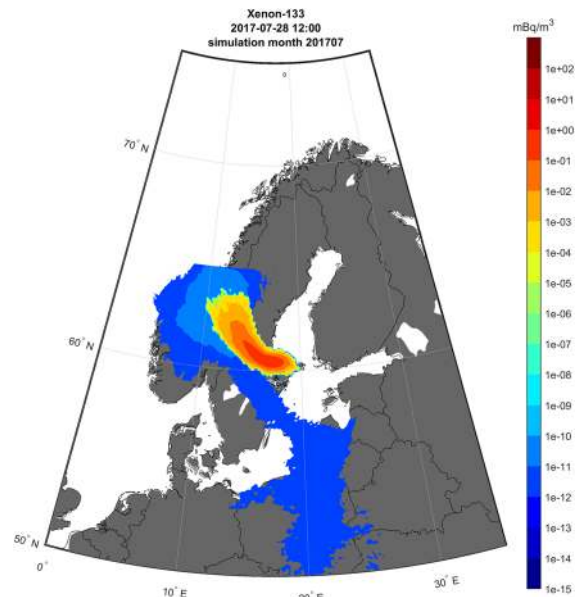 Xenon-133
2017-07-28 12:00
simulation month 201707
mBq/m³
0
1e+02
1e+01
1e+00
1e-01
1e-02
1e-03
1e-04
1e-05
1e-06
1e-07
1e-08
1e-09
1e-10
1e-11
1e-12
1e-13
1e-14
1e-15
70° N
60° N
50° N
0°
10° E
20° E
30° E